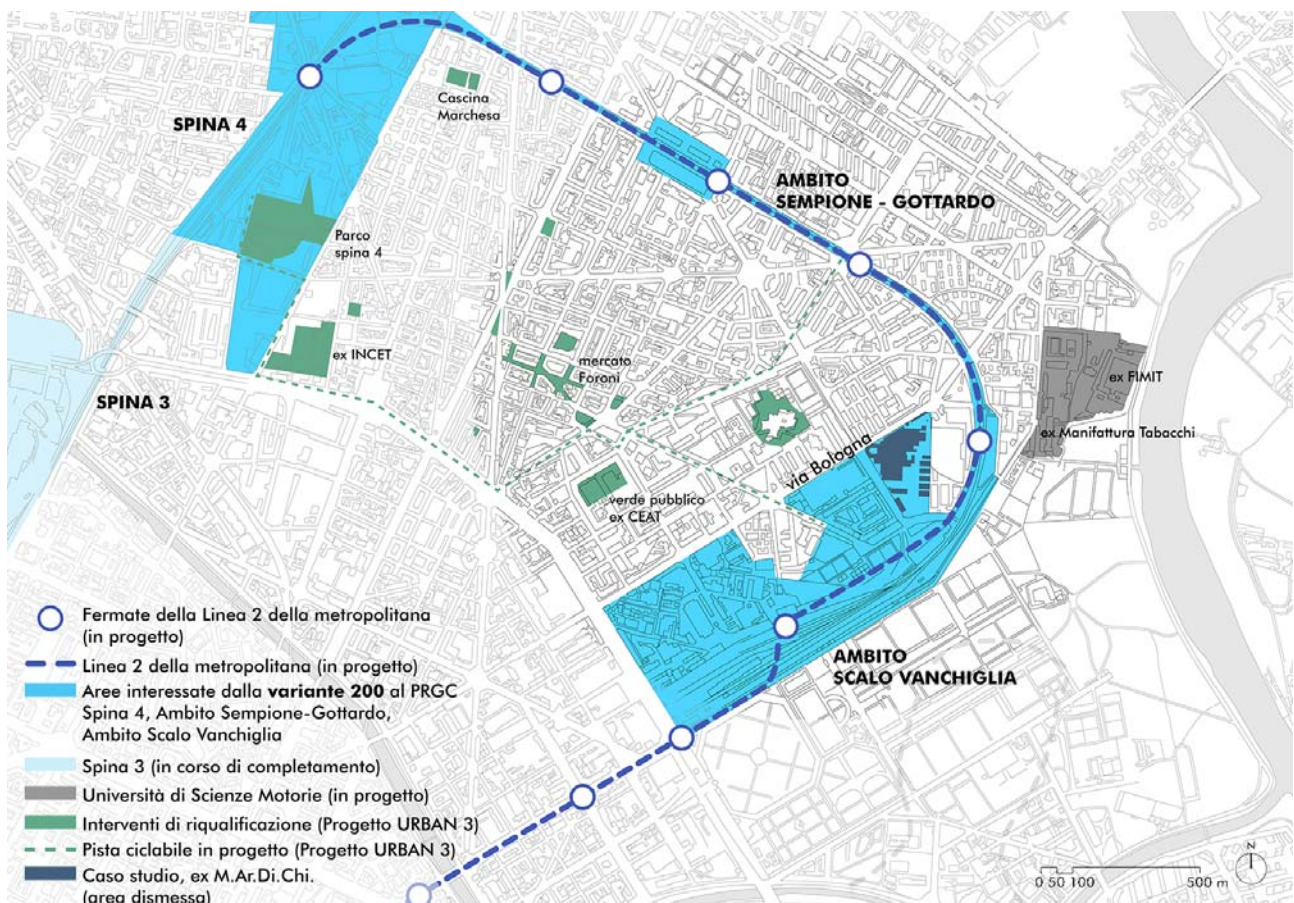 Cascina
Marchesa
SPINA 4
AMBITO
SEMPIONE - GOTTARDO
Parco
spina 4
ex INCET
mercato
Foroni
SPINA 3
ex FIMIT
ex Manifattura Tabacchi
via Bologna
verde pubblico
ex CEAT
AMBITO
SCALO VANCHIGLIA
Fermate della Linea 2 della metropolitana
(in progetto)
Linea 2 della metropolitana (in progetto)
Aree interessate dalla variante 200 al PRGC
Spina 4, Ambito Sempione-Gottardo,
Ambito Scalo Vanchiglia
Spina 3 (in corso di completamento)
Università di Scienze Motorie (in progetto)
Interventi di riqualificazione (Progetto URBAN 3)
Pista ciclabile in progetto (Progetto URBAN 3)
Caso studio, ex M.Ar.Di.Chi.
(area dismessa)
N
0 50 100 500 m